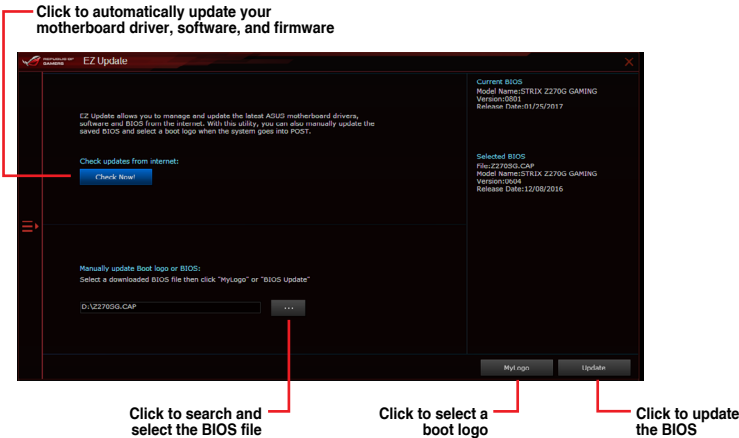 Click to automatically update your
motherboard driver, software, and firmware
REPUBLIC OF
GAMERS
EZ Update
Current BIOS
Model Name:STRIX Z270G GAMING
Version:0801
Release Date:01/25/2017
EZ Update allows you to manage and update the latest ASUS motherboard drivers,
software and BIOS from the internet. With this utility, you can also manually update the
saved BIOS and select a boot logo when the system goes into POST.
Check updates from internet:
Check Now!
Selected BIOS
File:Z270SG.CAP
Model Name:STRIX Z270G GAMING
Version:0604
Release Date:12/08/2016
Manually update Boot logo or BIOS:
Select a downloaded BIOS file then click "MyLogo" or "BIOS Update"
D:\Z270SG.CAP
...
MyLogo
Update
Click to search and
select the BIOS file
Click to select a
boot logo
Click to update
the BIOS